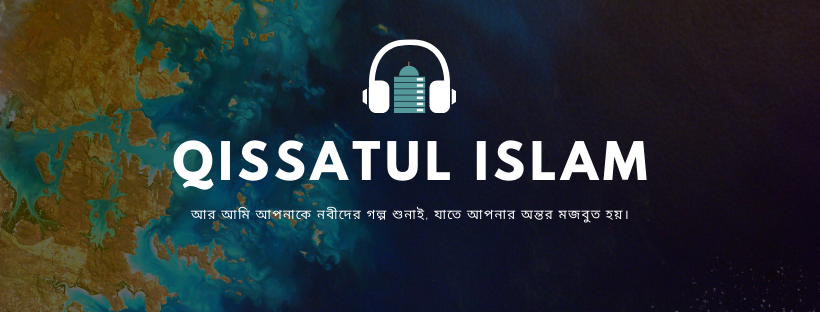 QISSATUL ISLAM
আর আমি আপনাকে নবীদের গল্প শুনাই, যাতে আপনার অন্তর মজবুত হয়।